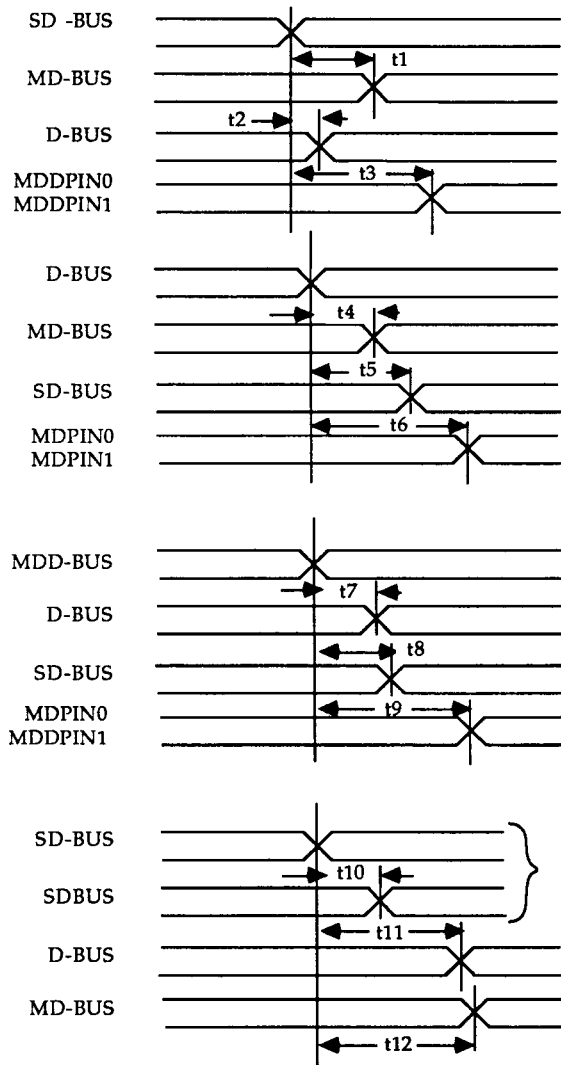 SD -BUS
t1
MD-BUS
t2
D-BUS
t3
MDDPIN0
MDDPIN1
D-BUS
t4
MD-BUS
t5
SD-BUS
t6
MDPIN0
MDPIN1
MDD-BUS
t7
D-BUS
t8
SD-BUS
t9
MDPIN0
MDDPIN1
SD-BUS
t10
SDBUS
t11
D-BUS
MD-BUS
t12